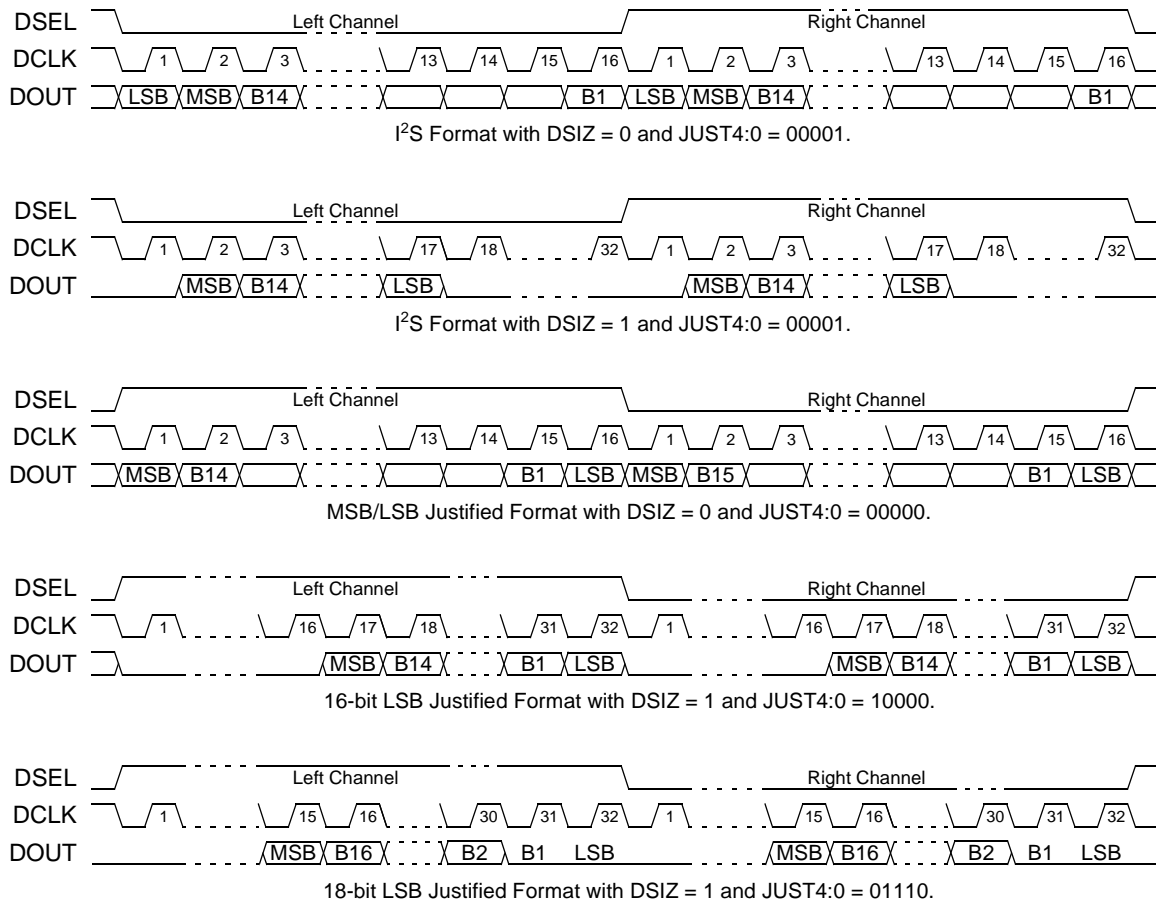 DSEL Left Channel Right Channel
DCLK 1 2 3 13 14 15 16 1 2 3 13 14 15 16
DOUT LSB MSB B14 B1 LSB MSB B14 B1
I²S Format with DSIZ = 0 and JUST4:0 = 00001.
DSEL Left Channel Right Channel
DCLK 1 2 3 17 18 32 1 2 3 17 18 32
DOUT MSB B14 LSB MSB B14 LSB
I²S Format with DSIZ = 1 and JUST4:0 = 00001.
DSEL Left Channel Right Channel
DCLK 1 2 3 13 14 15 16 1 2 3 13 14 15 16
DOUT MSB B14 B1 LSB MSB B15 B1 LSB
MSB/LSB Justified Format with DSIZ = 0 and JUST4:0 = 00000.
DSEL Left Channel Right Channel
DCLK 1 16 17 18 31 32 1 16 17 18 31 32
DOUT MSB B14 B1 LSB MSB B14 B1 LSB
16-bit LSB Justified Format with DSIZ = 1 and JUST4:0 = 10000.
DSEL Left Channel Right Channel
DCLK 1 15 16 30 31 32 1 15 16 30 31 32
DOUT MSB B16 B2 B1 LSB MSB B16 B2 B1 LSB
18-bit LSB Justified Format with DSIZ = 1 and JUST4:0 = 01110.